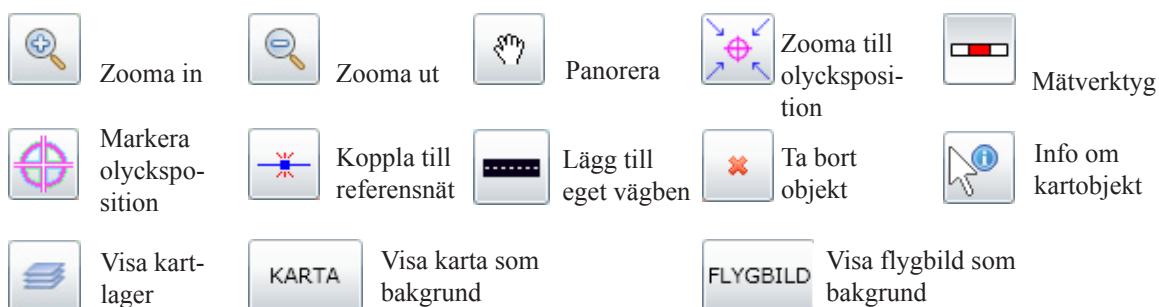 Zooma in
Zooma ut
Panorera
Zooma till
olycksposi-
tion
Mätverktyg
Markera
olyckspo-
sition
Koppla till
referensnät
Lägg till
eget vägben
Ta bort
objekt
Info om
kartobjekt
Visa kart-
lager
KARTA
Visa karta som
bakgrund
FLYGBILD
Visa flygbild som
bakgrund